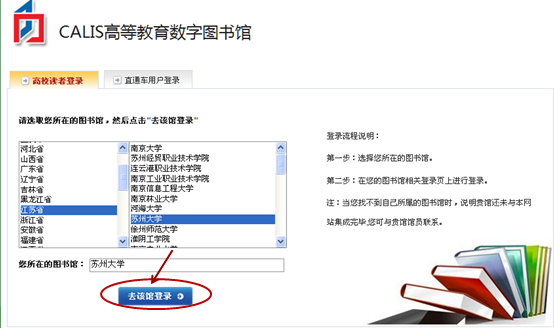 CALIS高等教育数字图书馆
高校读者登录
直通车用户登录
请选取您所在的图书馆，然后点击"去该馆登录"
河北省
山西省
广东省
辽宁省
吉林省
黑龙江省
江苏省
浙江省
安徽省
福建省
南京大学
苏州经贸职业技术学院
连云港职业技术学院
南京工业职业技术学院
南京信息工程大学
南京林业大学
河海大学
苏州大学
徐州师范大学
淮阴工学院
您所在的图书馆：
苏州大学
去该馆登录
登录流程说明：
第一步：选择您所在的图书馆。
第二步：在您的图书馆相关登录页上进行登录。
注：当您找不到自己所属的图书馆时，说明贵馆还未与本网
站集成完毕,您可与贵馆馆员联系。